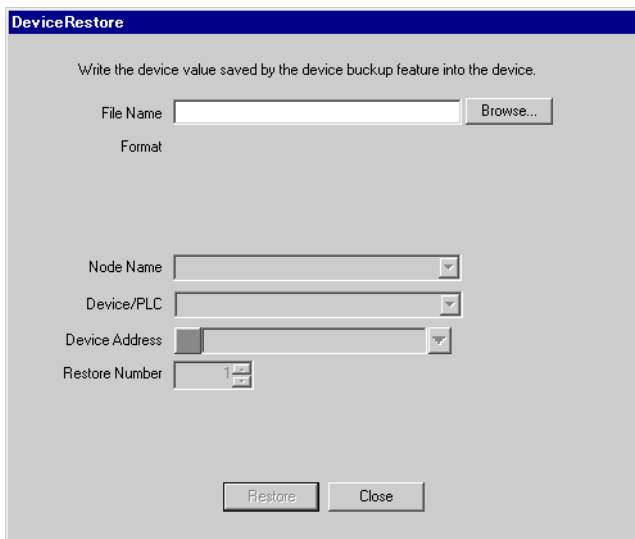 DeviceRestore
Write the device value saved by the device buckup feature into the device.
File Name Browse...
Format
Node Name
Device/PLC
Device Address
Restore Number 1
Restore Close